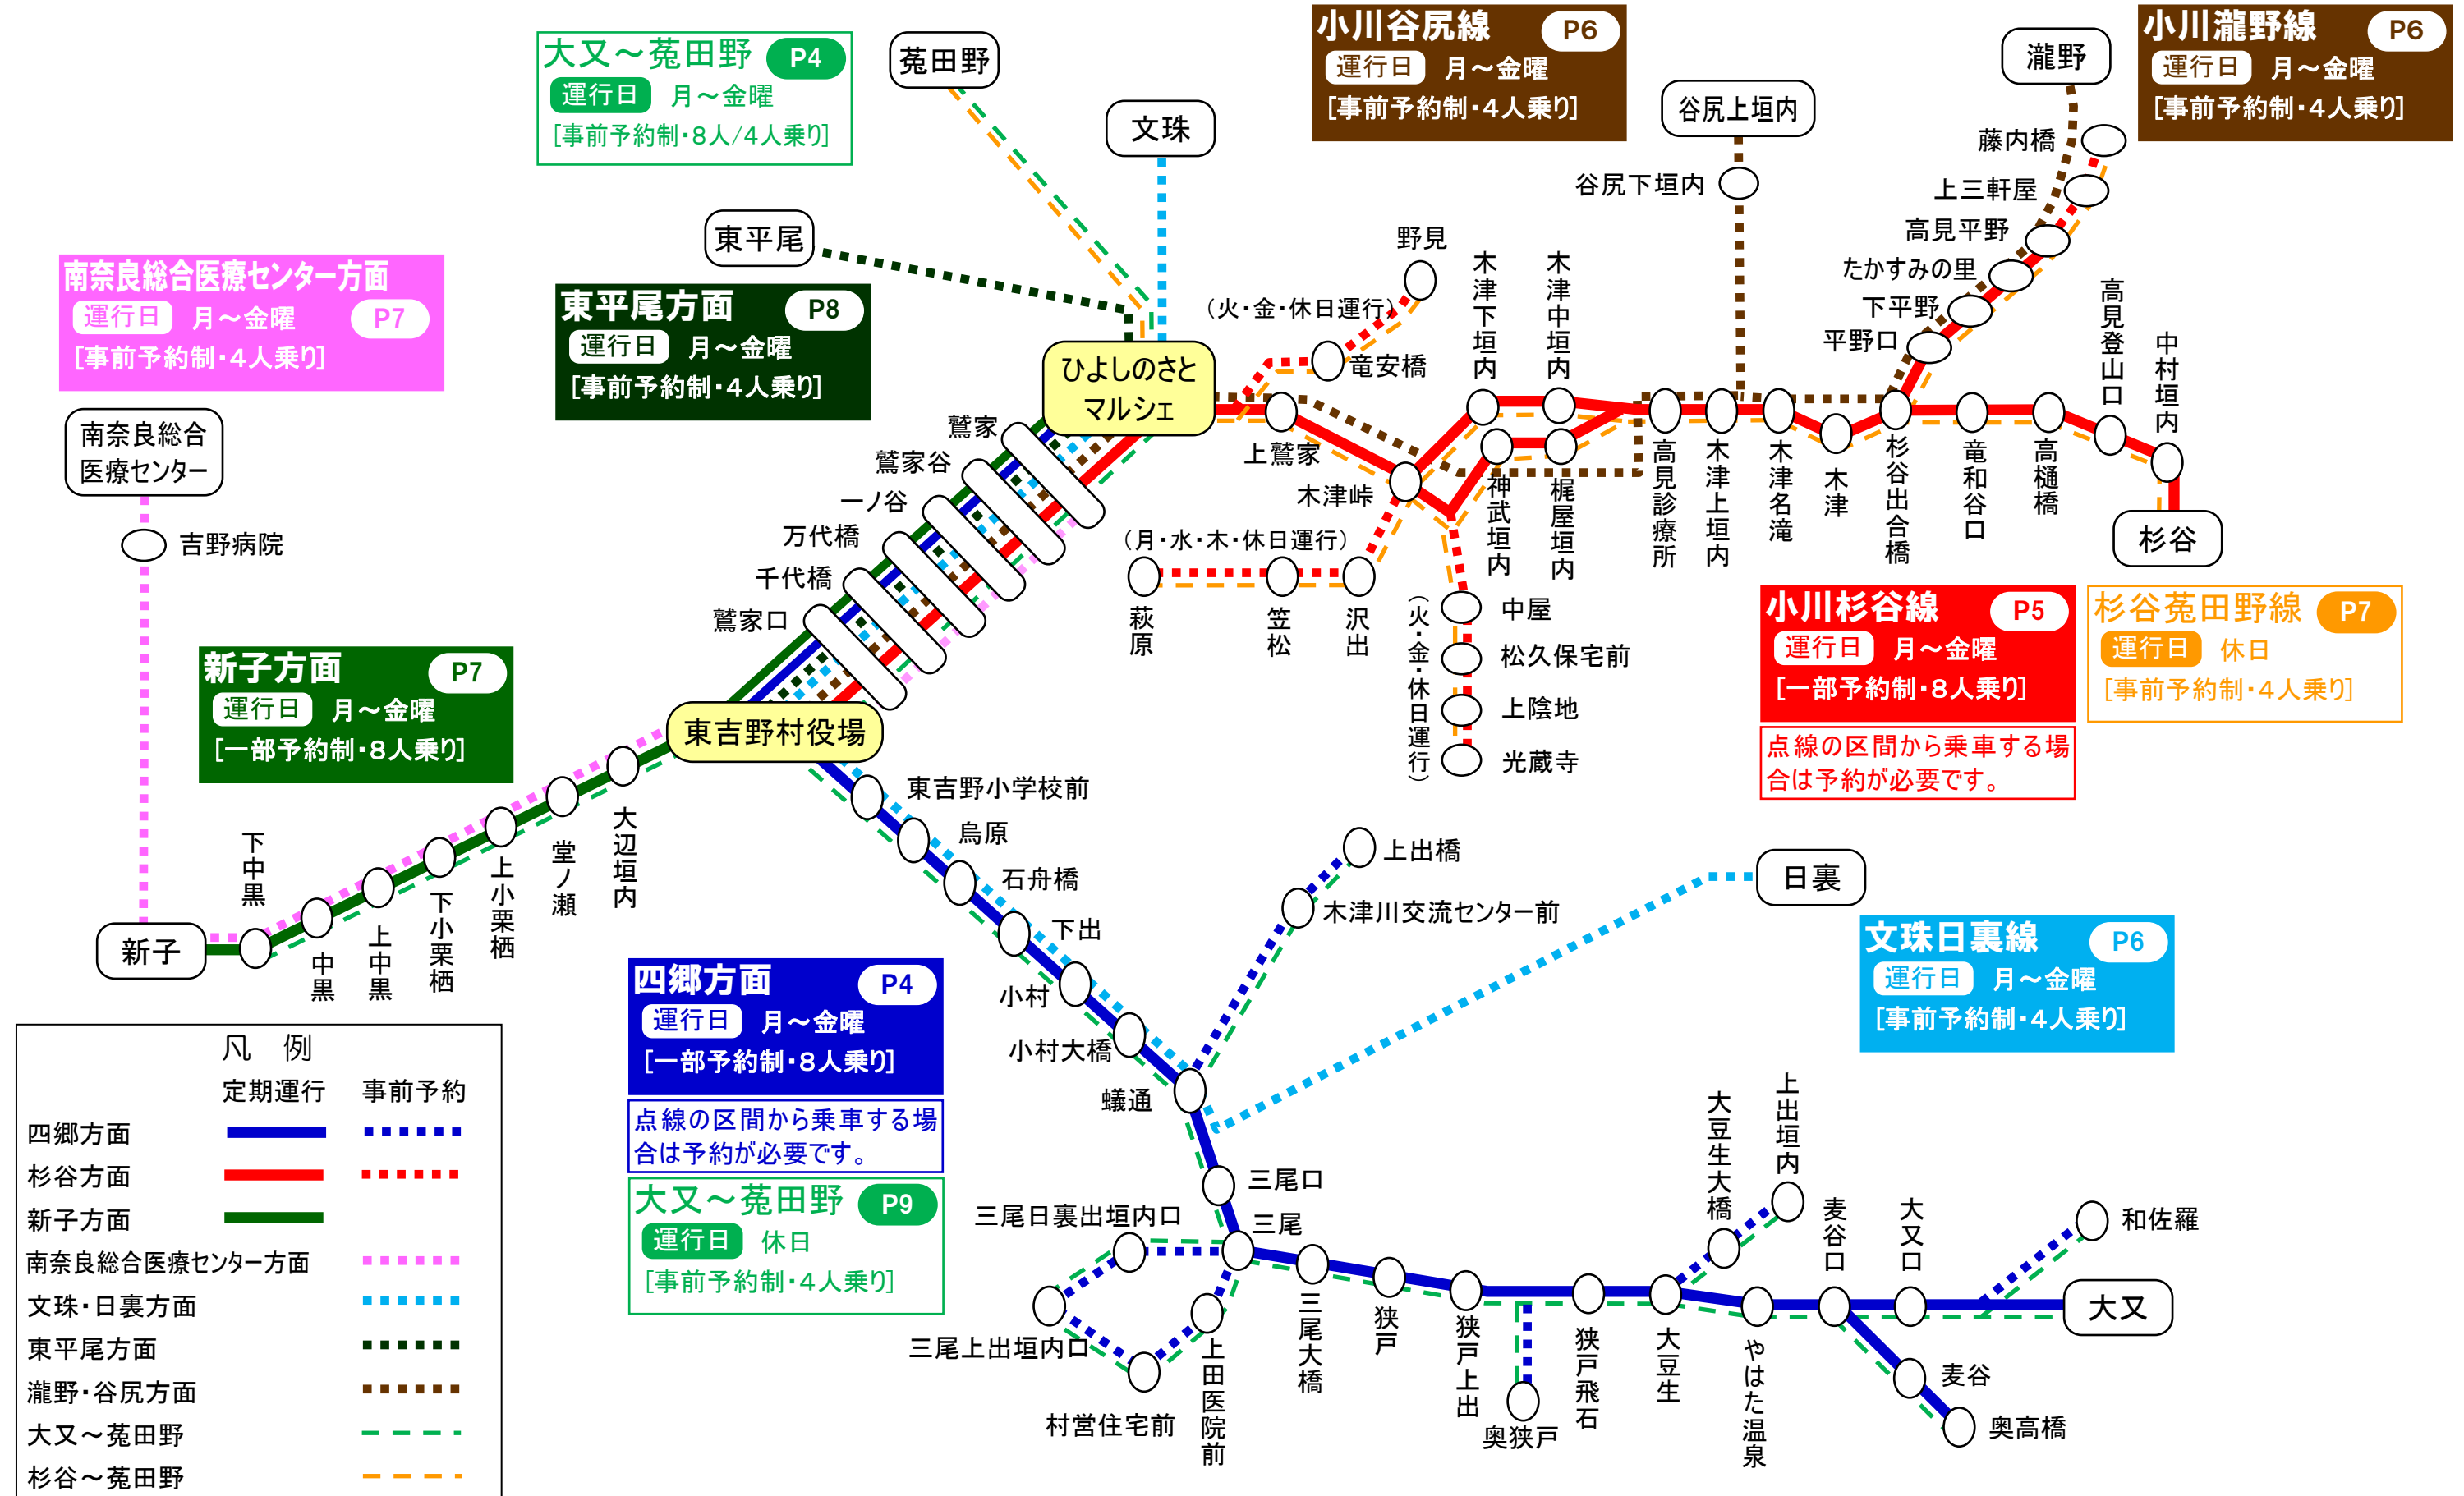 小川谷尻線 P6
運行日 月～金曜
[事前予約制・4人乗り]
小川瀧野線 P6
運行日 月～金曜
[事前予約制・4人乗り]
大又～菟田野 P4
運行日 月～金曜
[事前予約制・8人/4人乗り]
菟田野
文珠
瀧野
谷尻上垣内
谷尻下垣内
藤内橋
上三軒屋
高見平野
たかすみの里
下平野
平野口
東平尾
南奈良総合医療センター方面
運行日 月～金曜 P7
[事前予約制・4人乗り]
東平尾方面 P8
運行日 月～金曜
[事前予約制・4人乗り]
野見
(火・金・休日運行)
竜安橋
木津下垣内
木津中垣内
高見登山口
中村垣内
ひよしのさと
マルシェ
南奈良総合
医療センター
吉野病院
鷲家
鷲家谷
一ノ谷
万代橋
千代橋
鷲家口
上鷲家
木津峠
(月・水・木・休日運行)
萩原
笠松
沢出
神武垣内
梶屋垣内
高見診療所
木津上垣内
木津名滝
木津
杉谷出合橋
竜和谷口
高樋橋
杉谷
(火・金・休日運行)
中屋
松久保宅前
上陰地
光蔵寺
小川杉谷線 P5
運行日 月～金曜
[一部予約制・8人乗り]
点線の区間から乗車する場
合は予約が必要です。
杉谷菟田野線 P7
運行日 休日
[事前予約制・4人乗り]
新子方面 P7
運行日 月～金曜
[一部予約制・8人乗り]
東吉野村役場
新子
下中黒
中黒
上中黒
下小栗栖
上小栗栖
堂ノ瀬
大辺垣内
東吉野小学校前
烏原
石舟橋
下出
小村
小村大橋
蟻通
上出橋
木津川交流センター前
日裏
文珠日裏線 P6
運行日 月～金曜
[事前予約制・4人乗り]
四郷方面 P4
運行日 月～金曜
[一部予約制・8人乗り]
点線の区間から乗車する場
合は予約が必要です。
大又～菟田野 P9
運行日 休日
[事前予約制・4人乗り]
三尾口
三尾
三尾日裏出垣内口
三尾上出垣内口
村営住宅前
上田医院前
三尾大橋
狭戸
狭戸上出
奥狭戸
狭戸飛石
大豆生
大豆生大橋
上出垣内
やはた温泉
麦谷口
大又口
和佐羅
大又
麦谷
奥高橋
凡 例
定期運行 事前予約
四郷方面
杉谷方面
新子方面
南奈良総合医療センター方面
文珠・日裏方面
東平尾方面
瀧野・谷尻方面
大又～菟田野
杉谷～菟田野